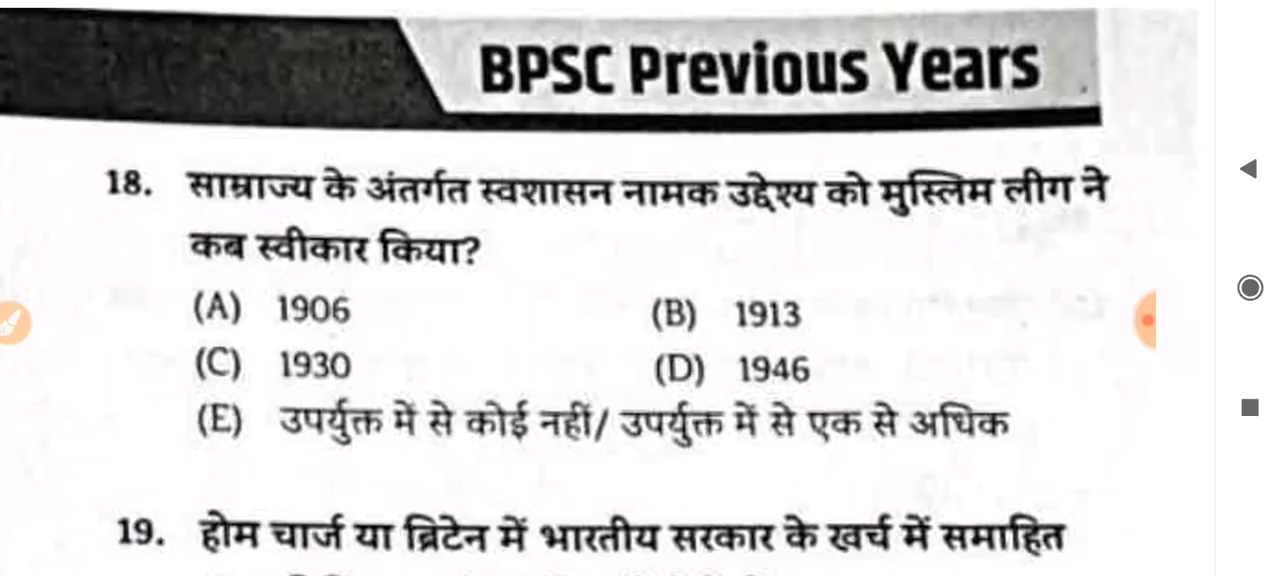 BPSC Previous Years
18. साम्राज्य के अंतर्गत स्वशासन नामक उद्देश्य को मुस्लिम लीग ने
कब स्वीकार किया?
(A) 1906 (B) 1913
(C) 1930 (D) 1946
(E) उपर्युक्त में से कोई नहीं/ उपर्युक्त में से एक से अधिक
19. होम चार्ज या ब्रिटेन में भारतीय सरकार के खर्च में समाहित